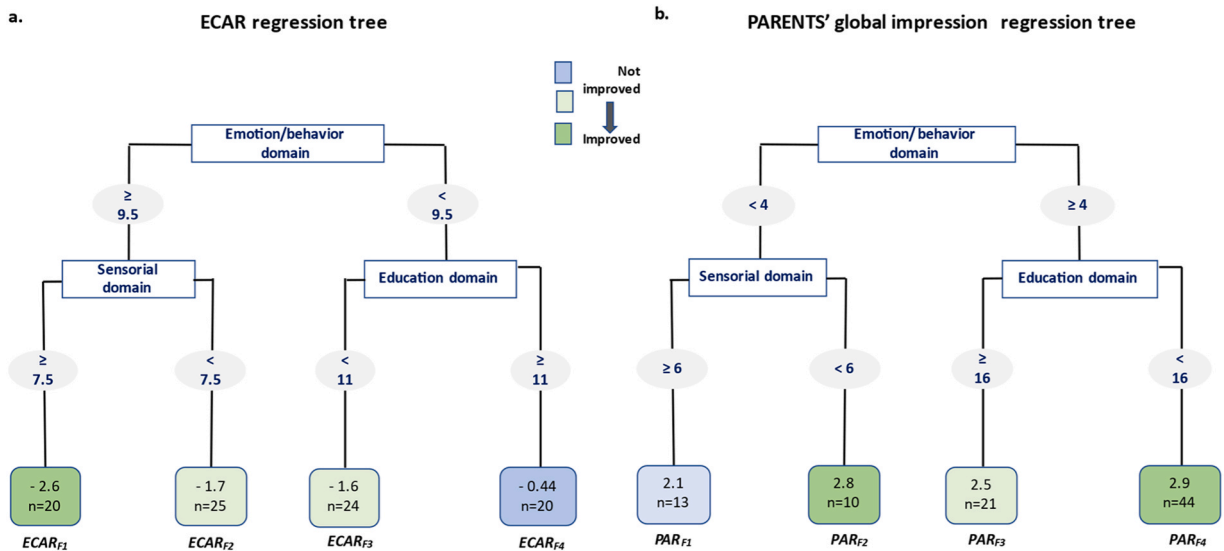 a.
ECAR regression tree
b.
PARENTS' global impression regression tree
Not
improved
Improved
Emotion/behavior
domain
≥
9.5
<
9.5
Sensorial
domain
Education domain
≥
7.5
<
7.5
<
11
≥
11
- 2.6
n=20
- 1.7
n=25
- 1.6
n=24
- 0.44
n=20
ECARF1
ECARF2
ECARF3
ECARF4
Emotion/ behavior
domain
< 4
≥ 4
Sensorial domain
Education domain
≥ 6
< 6
≥
16
<
16
2.1
n=13
2.8
n=10
2.5
n=21
2.9
n=44
PARF1
PARF2
PARF3
PARF4